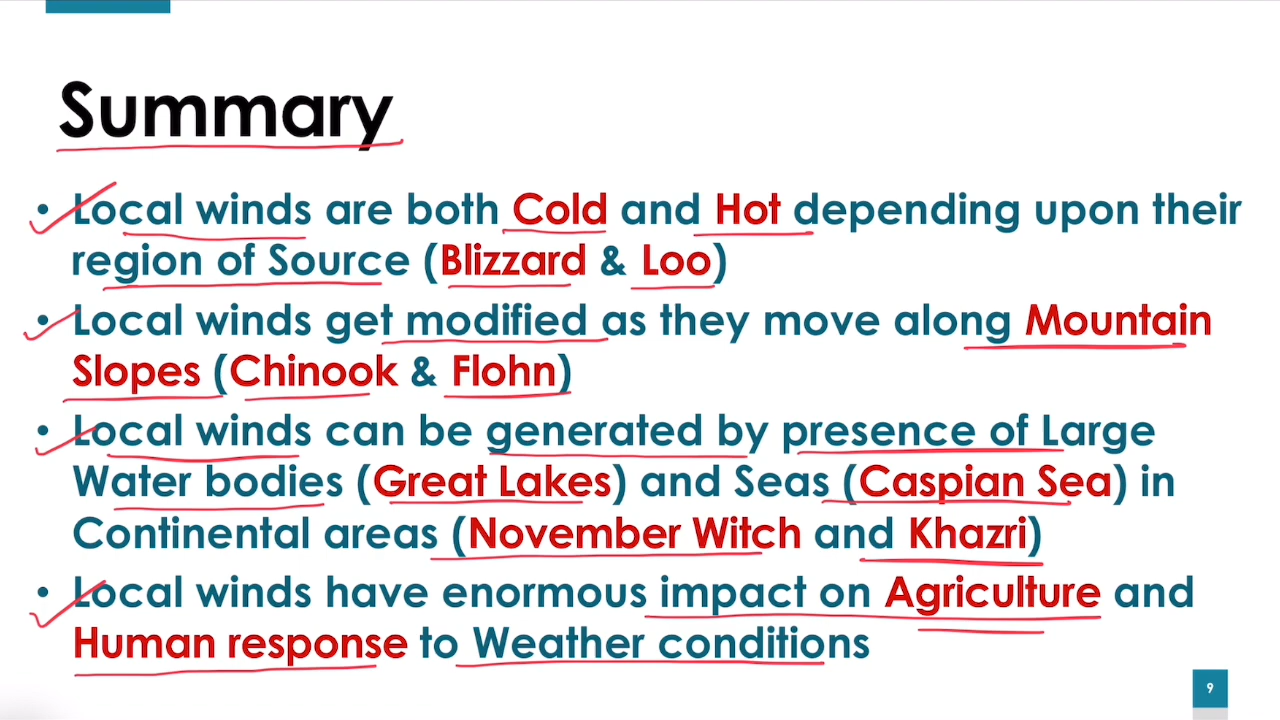 Summary
• Local winds are both Cold and Hot depending upon their
region of Source (Blizzard & Loo)
• Local winds get modified as they move along Mountain
Slopes (Chinook & Flohn)
• Local winds can be generated by presence of Large
Water bodies (Great Lakes) and Seas (Caspian Sea) in
Continental areas (November Witch and Khazri)
• Local winds have enormous impact on Agriculture and
Human response to Weather conditions
9